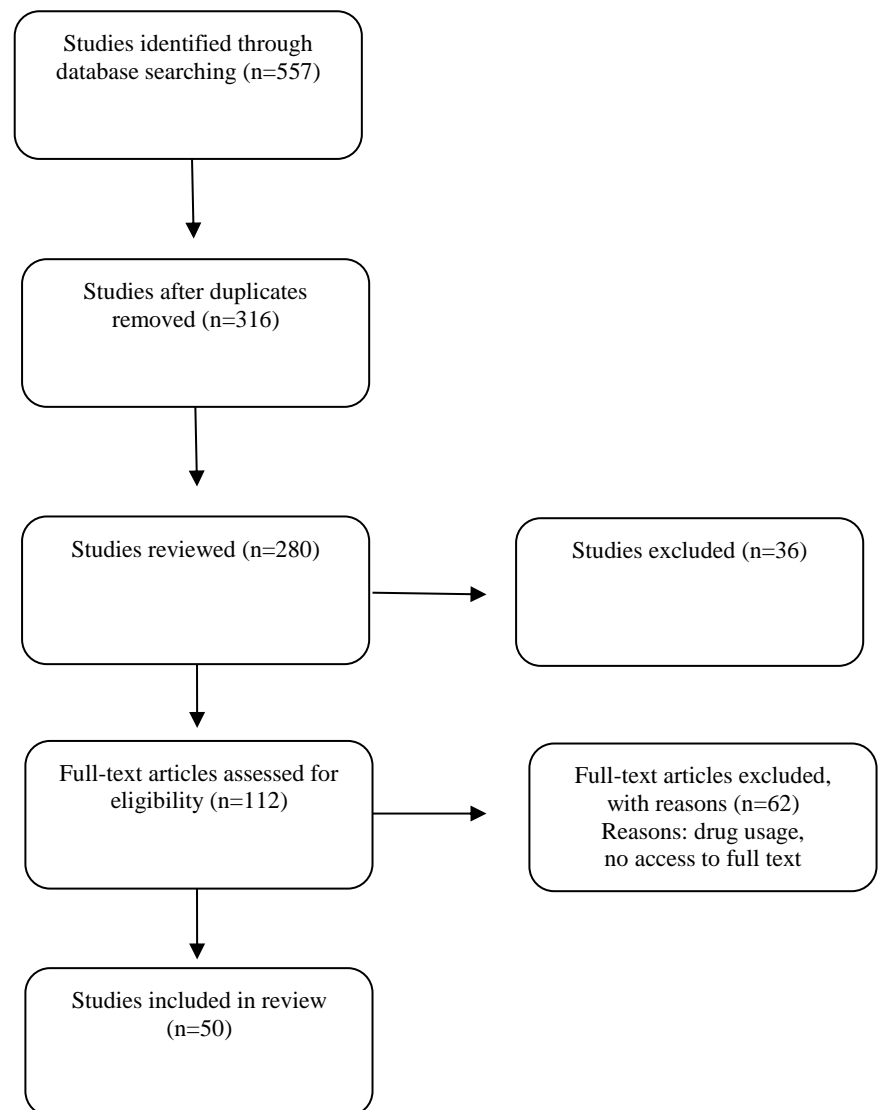 Studies identified through
database searching (n=557)
Studies after duplicates
removed (n=316)
Studies reviewed (n=280)
Studies excluded (n=36)
Full-text articles assessed for
eligibility (n=112)
Full-text articles excluded,
with reasons (n=62)
Reasons: drug usage,
no access to full text
Studies included in review
(n=50)